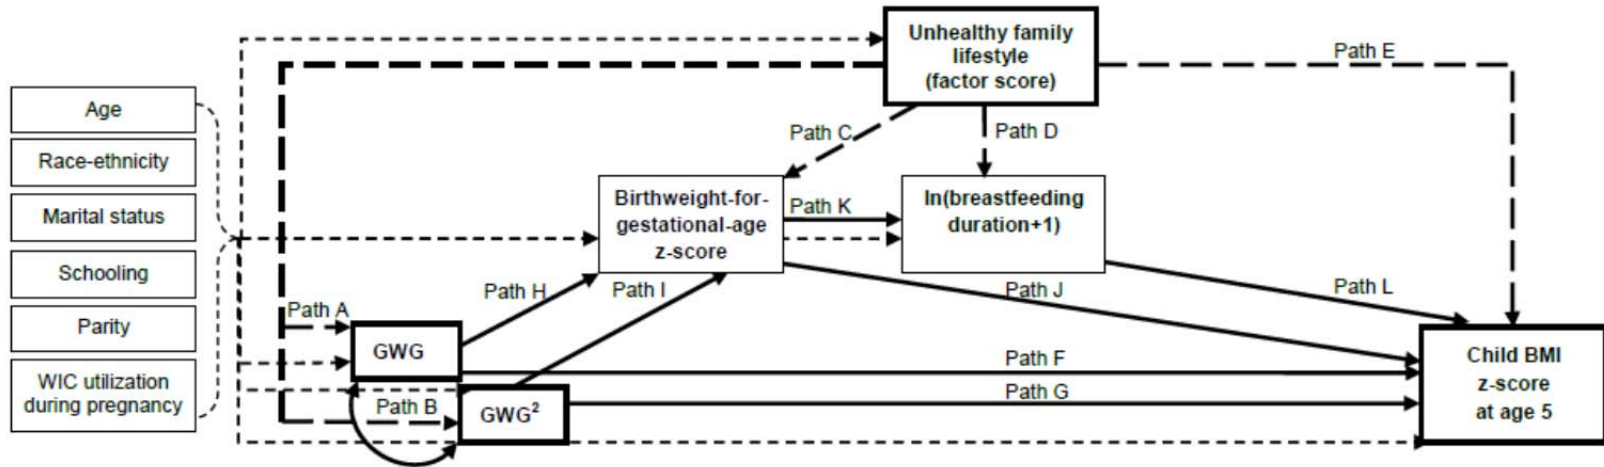 Unhealthy family
lifestyle
(factor score)
Path E
Age
Race-ethnicity
Marital status
Schooling
Parity
WIC utilization
during pregnancy
Path C
Path D
Birthweight-for-
gestational-age
z-score
Path K
ln(breastfeeding
duration+1)
Path H
Path I
Path J
Path L
Path A
GWG
Path F
Path B
GWG²
Path G
Child BMI
z-score
at age 5